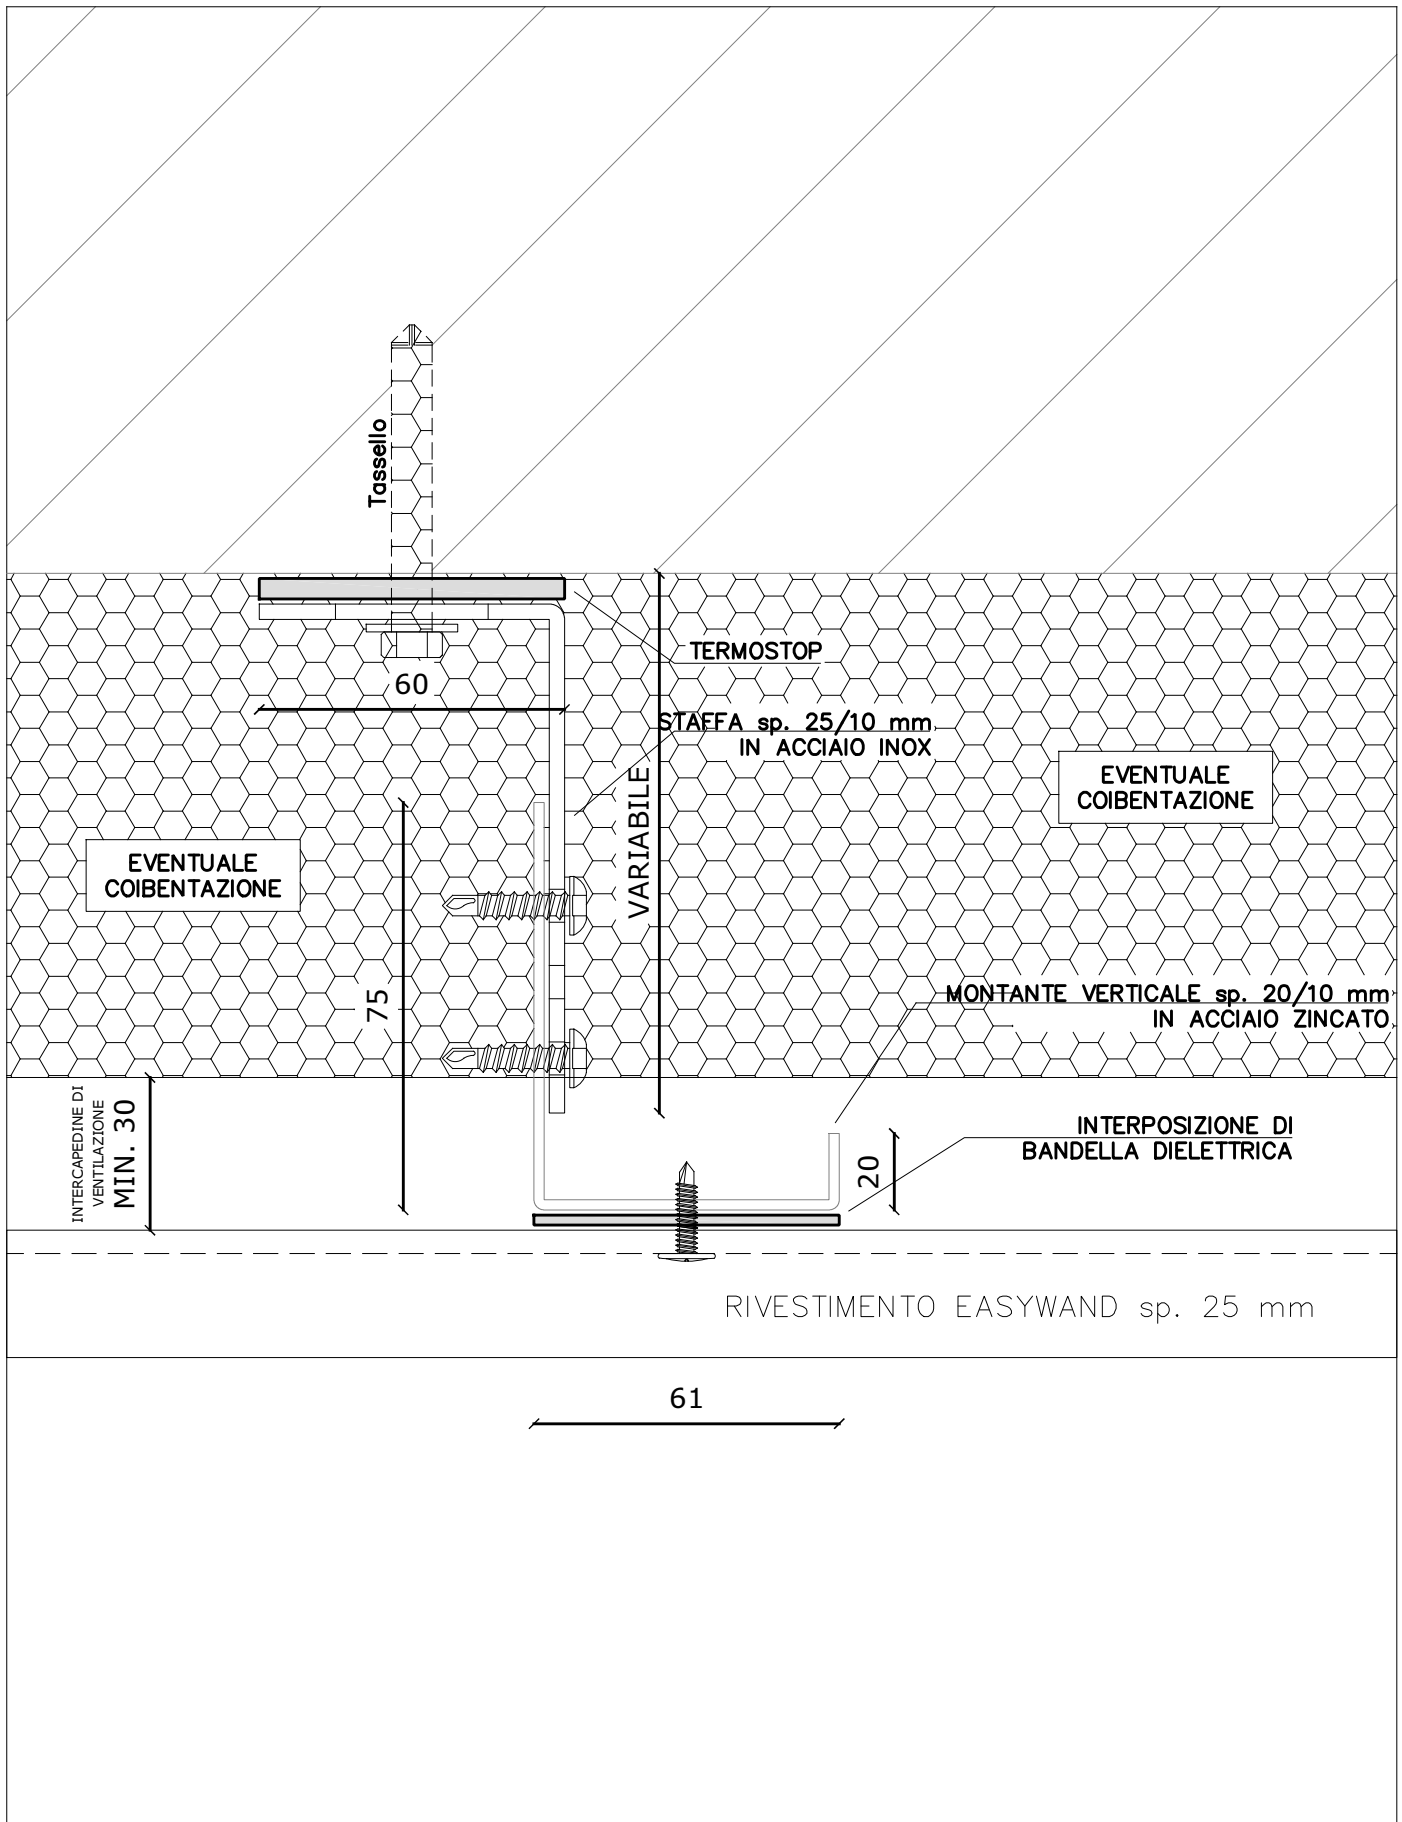 Tassello
TERMOSTOP
60
STAFFA sp. 25/10 mm
IN ACCIAIO INOX
EVENTUALE
COIBENTAZIONE
VARIABILE
EVENTUALE
COIBENTAZIONE
75
MONTANTE VERTICALE sp. 20/10 mm
IN ACCIAIO ZINCATO
INTERCAPEDINE DI
VENTILAZIONE
MIN. 30
INTERPOSIZIONE DI
BANDELLA DIELETTRICA
20
RIVESTIMENTO EASYWAND sp. 25 mm
61